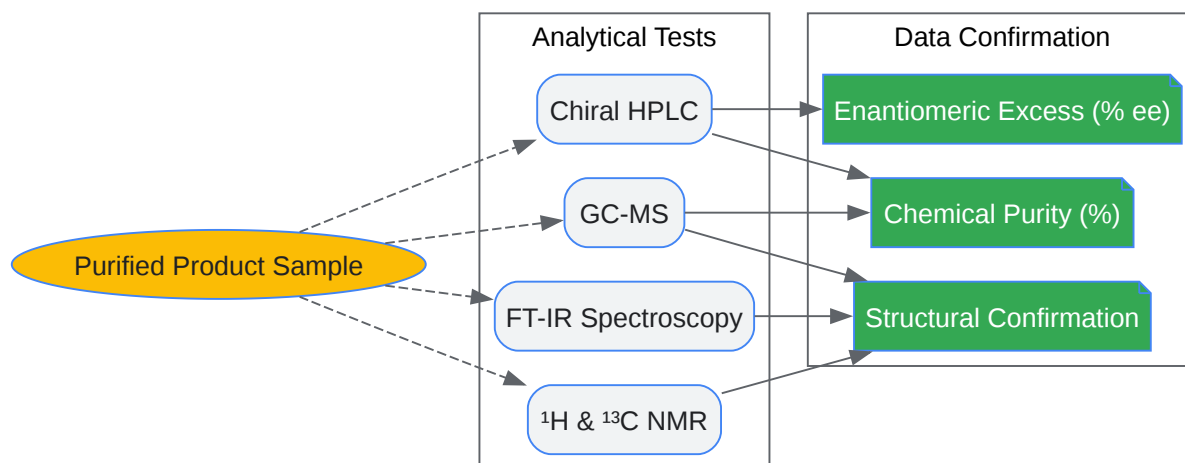 Analytical Tests
Data Confirmation
Chiral HPLC
Enantiomeric Excess (% ee)
GC-MS
Chemical Purity (%)
Purified Product Sample
FT-IR Spectroscopy
Structural Confirmation
¹H & ¹³C NMR